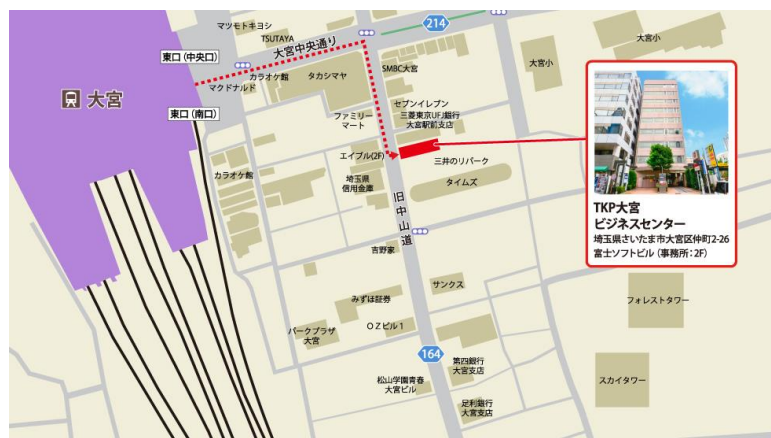 マツモトキヨシ
TSUTAYA
大宮中央通り
214
東口（中央口）
カラオケ館
マクドナルド
タカシマヤ
SMBC大宮
大宮小
大宮小
大宮
東口（南口）
ファミリー
マート
セブンイレブン
三菱東京UFJ銀行
大宮駅前支店
エイブル(2F)
三井のリパーク
カラオケ館
埼玉県
信用金庫
タイムズ
旧中山道
吉野家
サンクス
みずほ証券
パークプラザ
大宮
OZビル1
164
第四銀行
大宮支店
松山学園青春
大宮ビル
足利銀行
大宮支店
TKP大宮
ビジネスセンター
埼玉県さいたま市大宮区仲町2-26
富士ソフトビル（事務所：2F）
フォレストタワー
スカイタワー